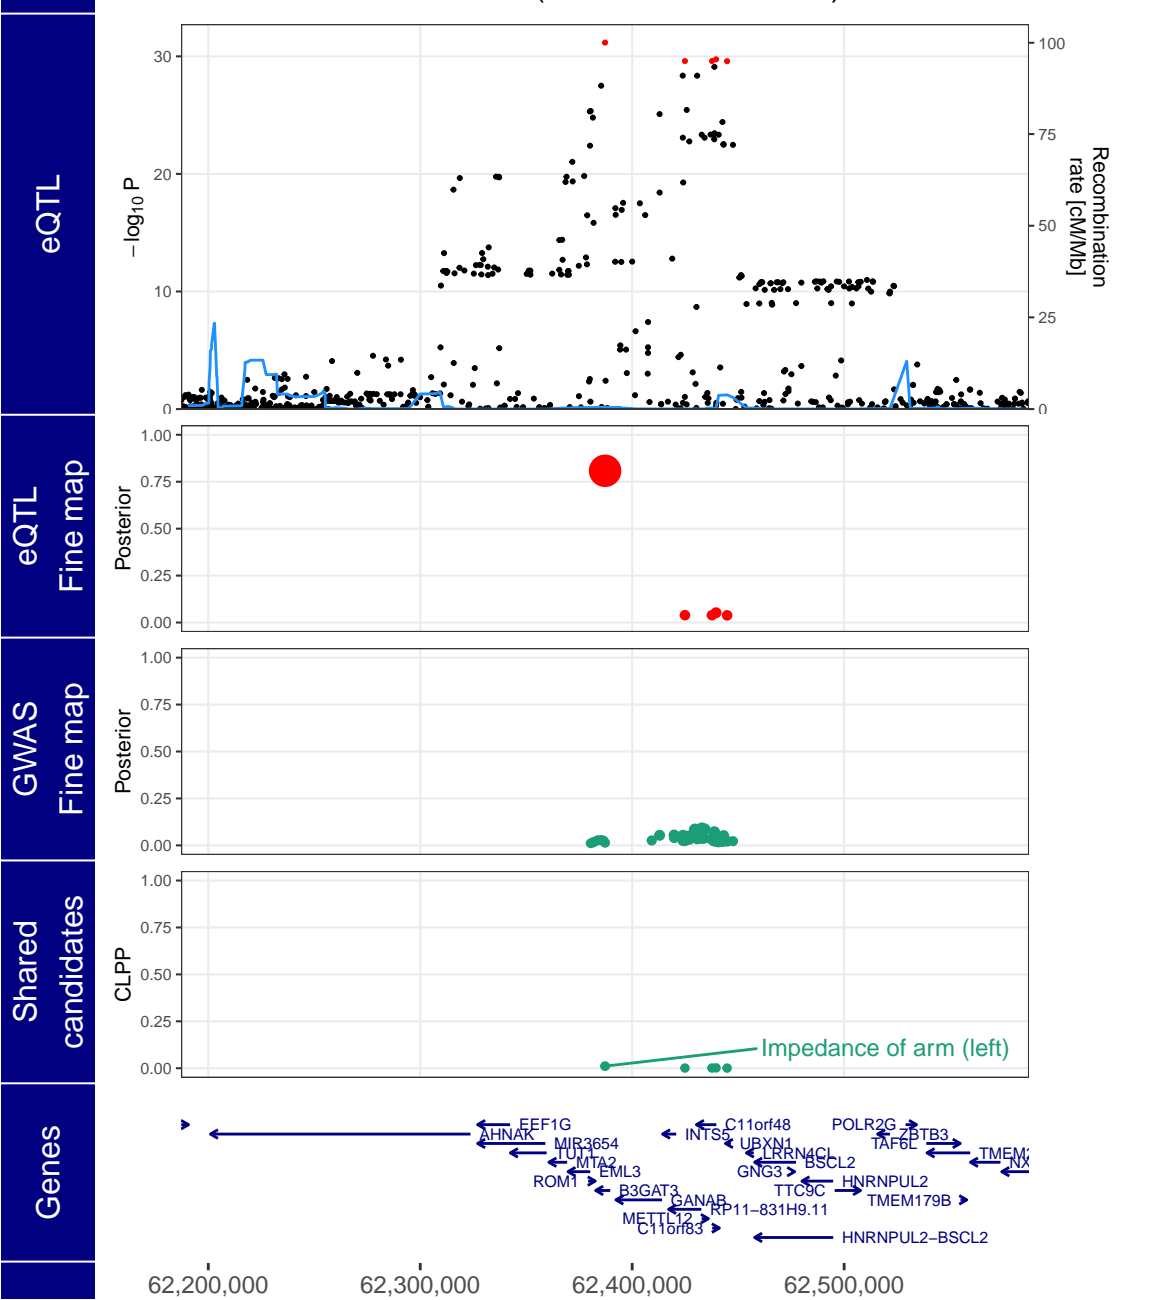 eQTL
−log10 P
30
20
10
0
100
75
50
25
0
Recombination
rate [cM/Mb]
eQTL
Fine map
Posterior
1.00
0.75
0.50
0.25
0.00
GWAS
Fine map
Posterior
1.00
0.75
0.50
0.25
0.00
Shared
candidates
CLPP
1.00
0.75
0.50
0.25
0.00
Impedance of arm (left)
Genes
EEF1G
C11orf48
POLR2G
AHNAK
INTS5
ZBTB3
MIR3654
UBXN1
TAF6L
TUT1
LRRN4CL
MTA2
BSCL2
EML3
GNG3
ROM1
HNRNPUL2
B3GAT3
TTC9C
GANAB
TMEM179B
RP11−831H9.11
METTL12
C11orf83
HNRNPUL2−BSCL2
62,200,000
62,300,000
62,400,000
62,500,000